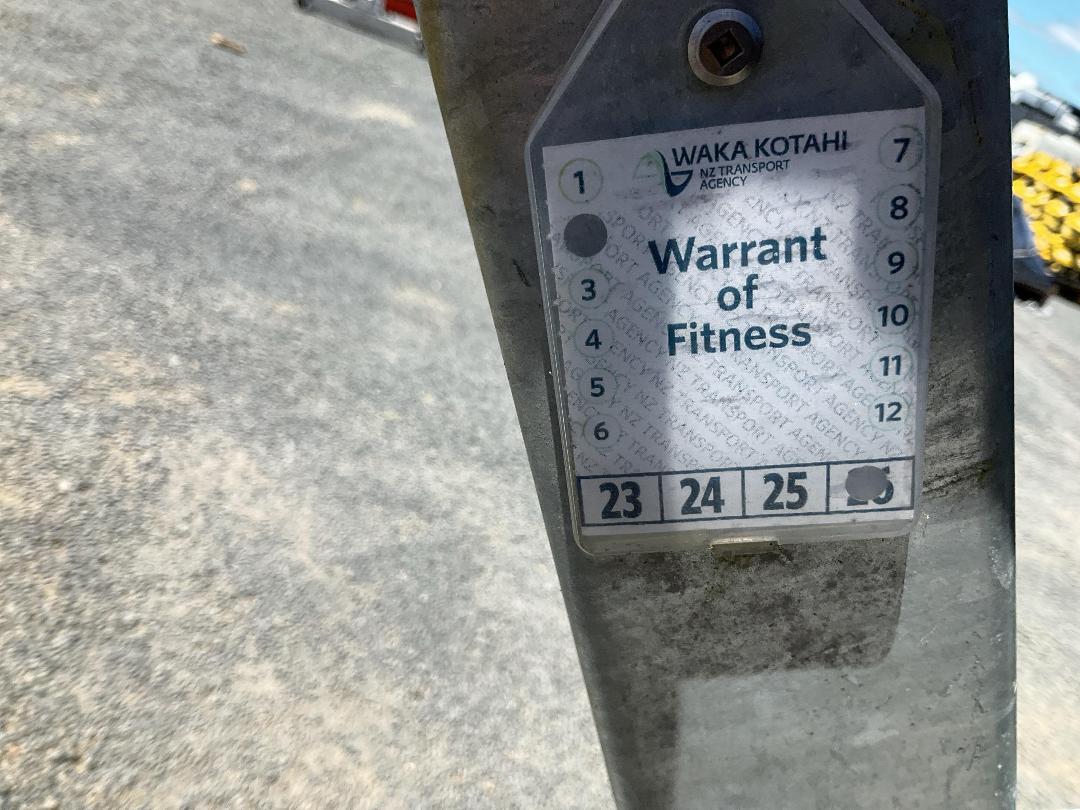 WAKA KOTAHI
NZ TRANSPORT
AGENCY
Warrant
of
Fitness
1
3
4
5
6
7
8
9
10
11
12
23 24 25